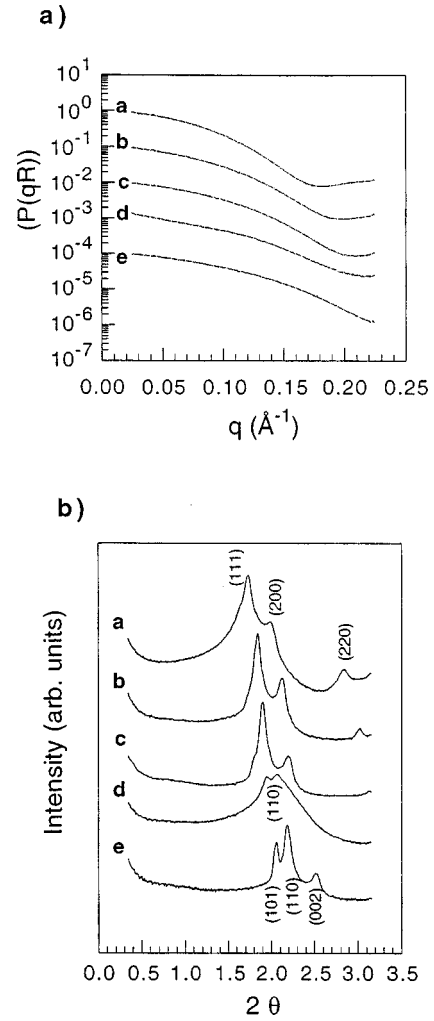 a)
10¹
10⁰
10⁻¹
10⁻²
10⁻³
10⁻⁴
10⁻⁵
10⁻⁶
10⁻⁷
(P(qR))
a
b
c
d
e
0.00 0.05 0.10 0.15 0.20 0.25
q (Å⁻¹)
b)
Intensity (arb. units)
a
b
c
d
e
(111)
(200)
(220)
(110)
(101)
(110)
(002)
0.0 0.5 1.0 1.5 2.0 2.5 3.0 3.5
2 θ